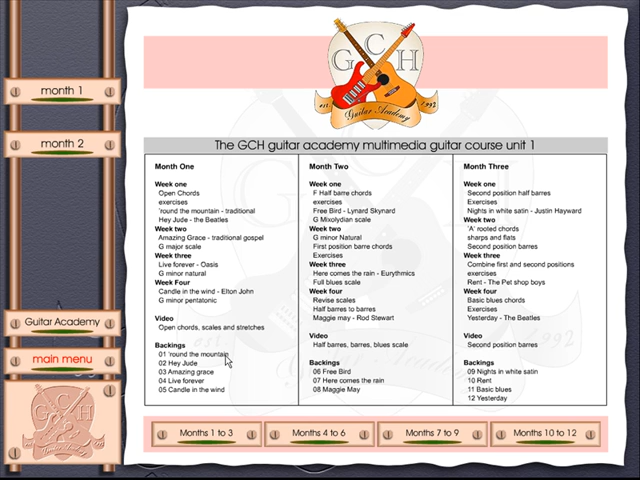 month 1
month 2
Guitar Academy
main menu
GCH
G C H
est. 1992
Guitar Academy
The GCH guitar academy multimedia guitar course unit 1
Month One
Week one
Open Chords
exercises
'round the mountain - traditional
Hey Jude - the Beatles
Week two
Amazing Grace - traditional gospel
G major scale
Week three
Live forever - Oasis
G minor natural
Week Four
Candle in the wind - Elton John
G minor pentatonic
Video
Open chords, scales and stretches
Backings
01 'round the mountain
02 Hey Jude
03 Amazing grace
04 Live forever
05 Candle in the wind
Month Two
Week one
F Half barre chords
exercises
Free Bird - Lynard Skynard
G Mixolydian scale
Week two
G minor Natural
First position barre chords
Exercises
Week three
Here comes the rain - Eurythmics
Full blues scale
Week four
Revise scales
Half barres to barres
Maggie may - Rod Stewart
Video
Half barres, barres, blues scale
Backings
06 Free Bird
07 Here comes the rain
08 Maggie May
Month Three
Week one
Second position half barres
Exercises
Nights in white satin - Justin Hayward
Week two
'A' rooted chords
sharps and flats
Second position barres
Week three
Combine first and second positions
exercises
Rent - The Pet shop boys
Week four
Basic blues chords
Exercises
Yesterday - The Beatles
Video
Second position barres
Backings
09 Nights in white satin
10 Rent
11 Basic blues
12 Yesterday
Months 1 to 3
Months 4 to 6
Months 7 to 9
Months 10 to 12